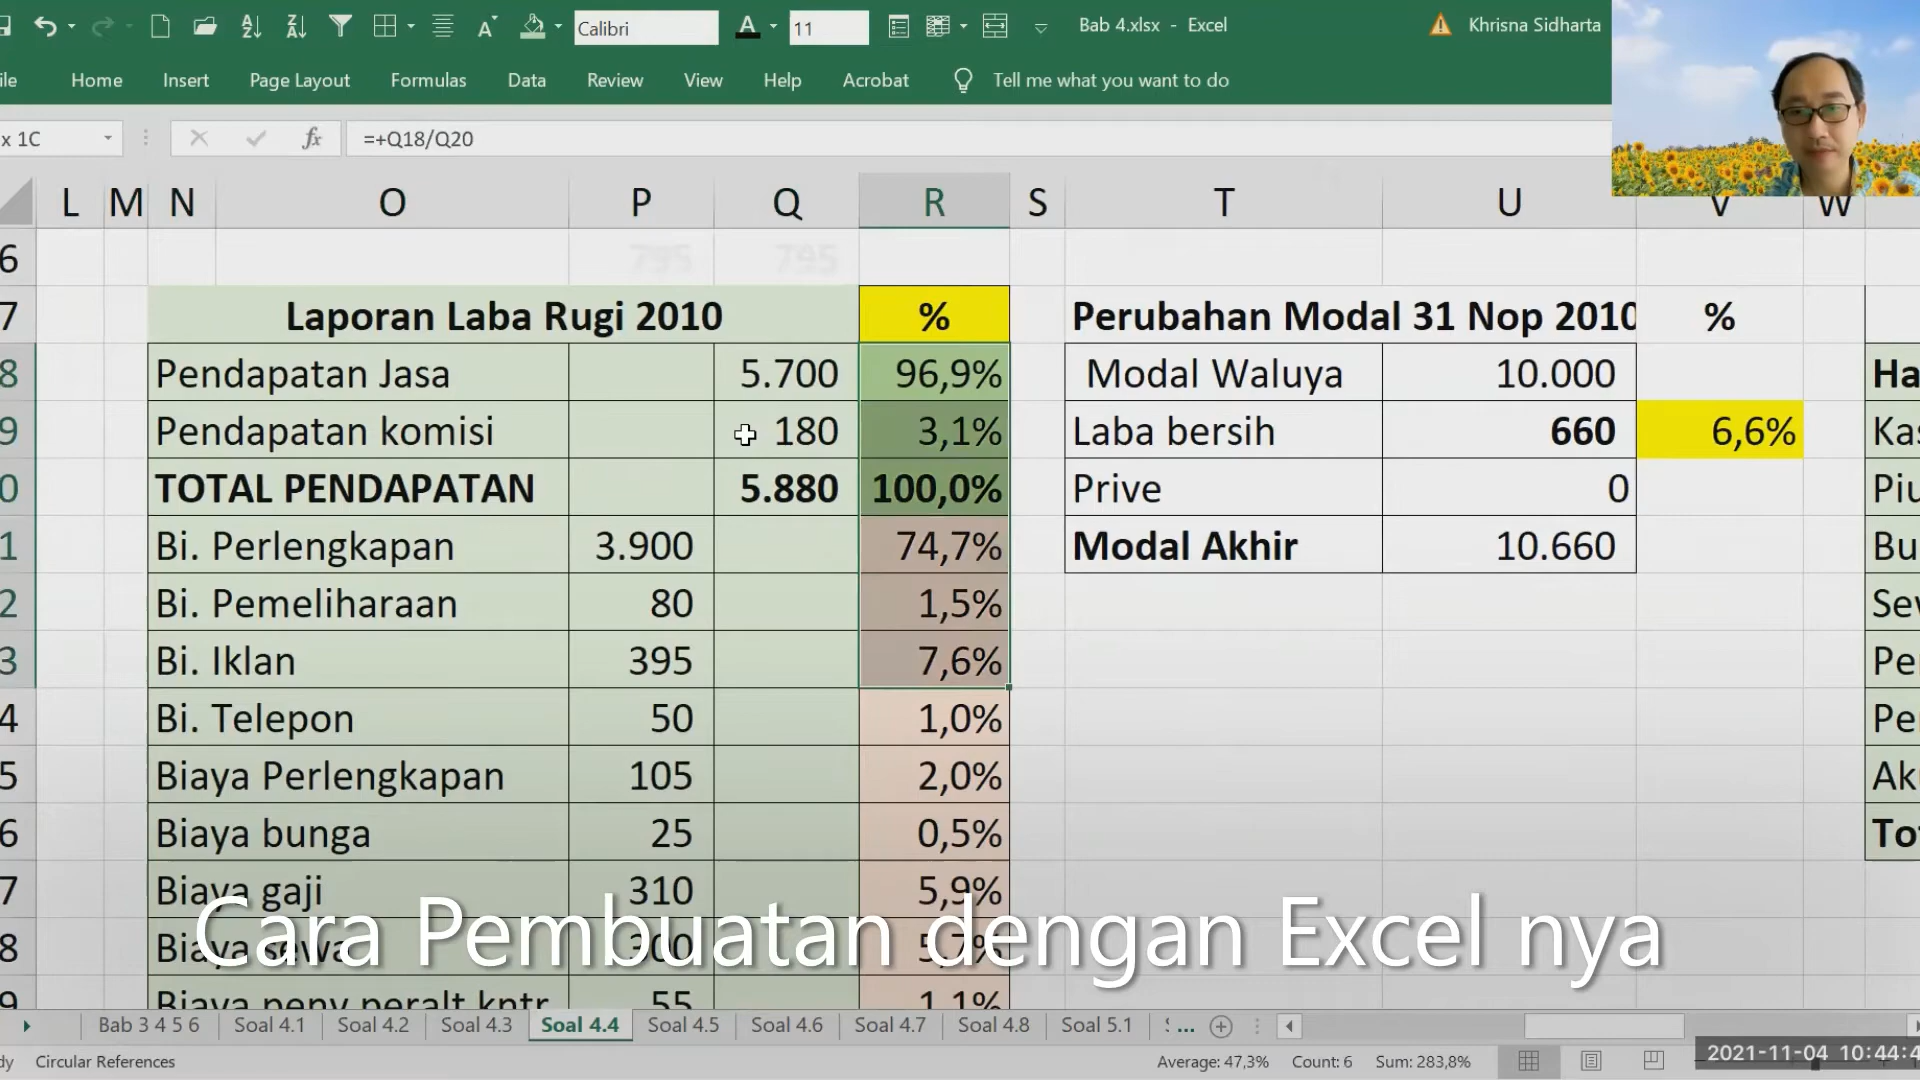 Calibri
A
11
Bab 4.xlsx - Excel
Khrisna Sidharta
Home Insert Page Layout Formulas Data Review View Help Acrobat Tell me what you want to do
x 1C
fx =+Q18/Q20
L M N O P Q R S T U V W
6 795 795
7 Laporan Laba Rugi 2010 % Perubahan Modal 31 Nop 2010 %
8 Pendapatan Jasa 5.700 96,9% Modal Waluya 10.000 Ha
9 Pendapatan komisi 180 3,1% Laba bersih 660 6,6% Kas
0 TOTAL PENDAPATAN 5.880 100,0% Prive 0 Piu
1 Bi. Perlengkapan 3.900 74,7% Modal Akhir 10.660 Bu
2 Bi. Pemeliharaan 80 1,5% Sew
3 Bi. Iklan 395 7,6% Pe
4 Bi. Telepon 50 1,0% Pe
5 Biaya Perlengkapan 105 2,0% Ak
6 Biaya bunga 25 0,5% To
7 Biaya gaji 310 5,9%
Cara Pembuatan dengan Excel nya
8 Biaya sewa 300 5,7%
9 Biaya peny peralt kntr 55 1,1%
Bab 3 4 5 6 Soal 4.1 Soal 4.2 Soal 4.3 Soal 4.4 Soal 4.5 Soal 4.6 Soal 4.7 Soal 4.8 Soal 5.1 ...
Circular References
Average: 47,3% Count: 6 Sum: 283,8%
2021-11-04 10:44:4